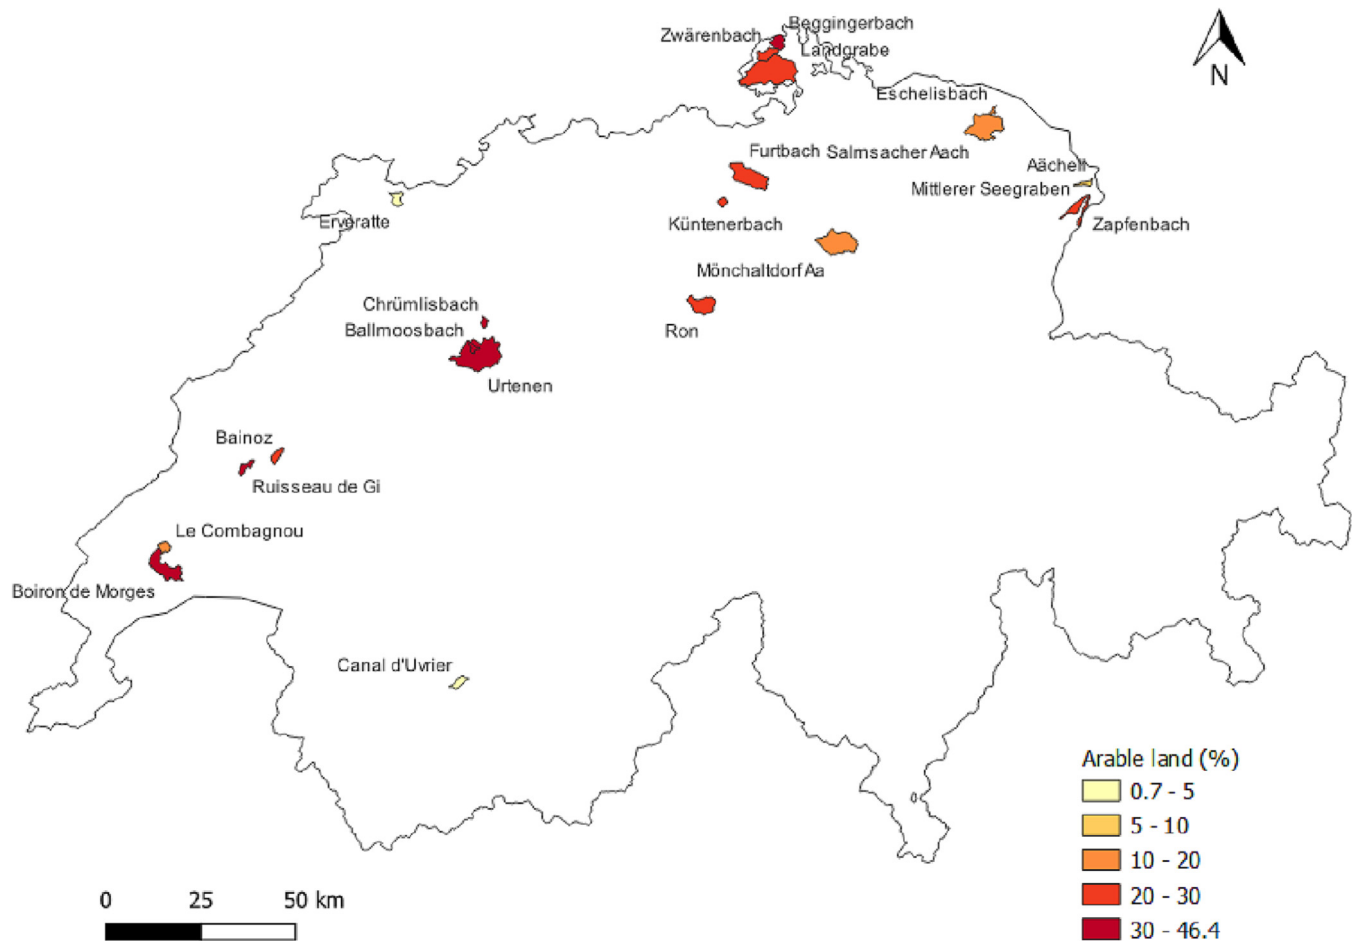 Beggingerbach
Zwärenbach
Landgrabe
N
Eschelisbach
Furtbach
Salmsacher Aach
Aächeli
Mittlerer Seegraben
Erveratte
Küntenerbach
Zapfenbach
Mönchaltdorf Aa
Chrümlisbach
Ballmoosbach
Ron
Urtenen
Bainoz
Ruisseau de Gi
Le Combagnou
Boiron de Morges
Canal d'Uvrier
Arable land (%)
0.7 - 5
5 - 10
10 - 20
20 - 30
30 - 46.4
0 25 50 km